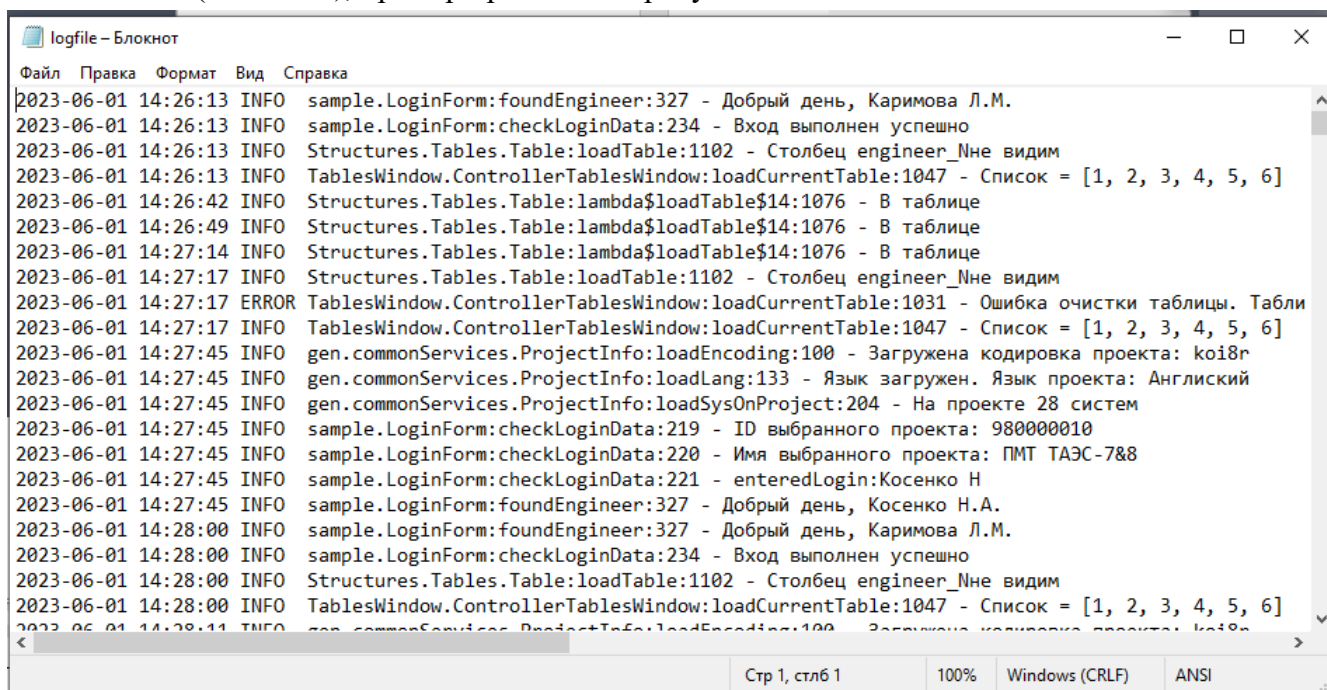 logfile – Блокнот
Файл Правка Формат Вид Справка
2023-06-01 14:26:13 INFO  sample.LoginForm:foundEngineer:327 - Добрый день, Каримова Л.М.
2023-06-01 14:26:13 INFO  sample.LoginForm:checkLoginData:234 - Вход выполнен успешно
2023-06-01 14:26:13 INFO  Structures.Tables.Table:loadTable:1102 - Столбец engineer_Nне видим
2023-06-01 14:26:13 INFO  TablesWindow.ControllerTablesWindow:loadCurrentTable:1047 - Список = [1, 2, 3, 4, 5, 6]
2023-06-01 14:26:42 INFO  Structures.Tables.Table:lambda$loadTable$14:1076 - В таблице
2023-06-01 14:26:49 INFO  Structures.Tables.Table:lambda$loadTable$14:1076 - В таблице
2023-06-01 14:27:14 INFO  Structures.Tables.Table:lambda$loadTable$14:1076 - В таблице
2023-06-01 14:27:17 INFO  Structures.Tables.Table:loadTable:1102 - Столбец engineer_Nне видим
2023-06-01 14:27:17 ERROR TablesWindow.ControllerTablesWindow:loadCurrentTable:1031 - Ошибка очистки таблицы. Табли
2023-06-01 14:27:17 INFO  TablesWindow.ControllerTablesWindow:loadCurrentTable:1047 - Список = [1, 2, 3, 4, 5, 6]
2023-06-01 14:27:45 INFO  gen.commonServices.ProjectInfo:loadEncoding:100 - Загружена кодировка проекта: koi8r
2023-06-01 14:27:45 INFO  gen.commonServices.ProjectInfo:loadLang:133 - Язык загружен. Язык проекта: Англиский
2023-06-01 14:27:45 INFO  gen.commonServices.ProjectInfo:loadSysOnProject:204 - На проекте 28 систем
2023-06-01 14:27:45 INFO  sample.LoginForm:checkLoginData:219 - ID выбранного проекта: 980000010
2023-06-01 14:27:45 INFO  sample.LoginForm:checkLoginData:220 - Имя выбранного проекта: ПМТ ТАЭС-7&8
2023-06-01 14:27:45 INFO  sample.LoginForm:checkLoginData:221 - enteredLogin:Косенко Н
2023-06-01 14:27:45 INFO  sample.LoginForm:foundEngineer:327 - Добрый день, Косенко Н.А.
2023-06-01 14:28:00 INFO  sample.LoginForm:foundEngineer:327 - Добрый день, Каримова Л.М.
2023-06-01 14:28:00 INFO  sample.LoginForm:checkLoginData:234 - Вход выполнен успешно
2023-06-01 14:28:00 INFO  Structures.Tables.Table:loadTable:1102 - Столбец engineer_Nне видим
2023-06-01 14:28:00 INFO  TablesWindow.ControllerTablesWindow:loadCurrentTable:1047 - Список = [1, 2, 3, 4, 5, 6]
2023-06-01 14:28:11 INFO  gen.commonServices.ProjectInfo:loadEncoding:100 - Загружена кодировка проекта: koi8r
Стр 1, стлб 1 100% Windows (CRLF) ANSI